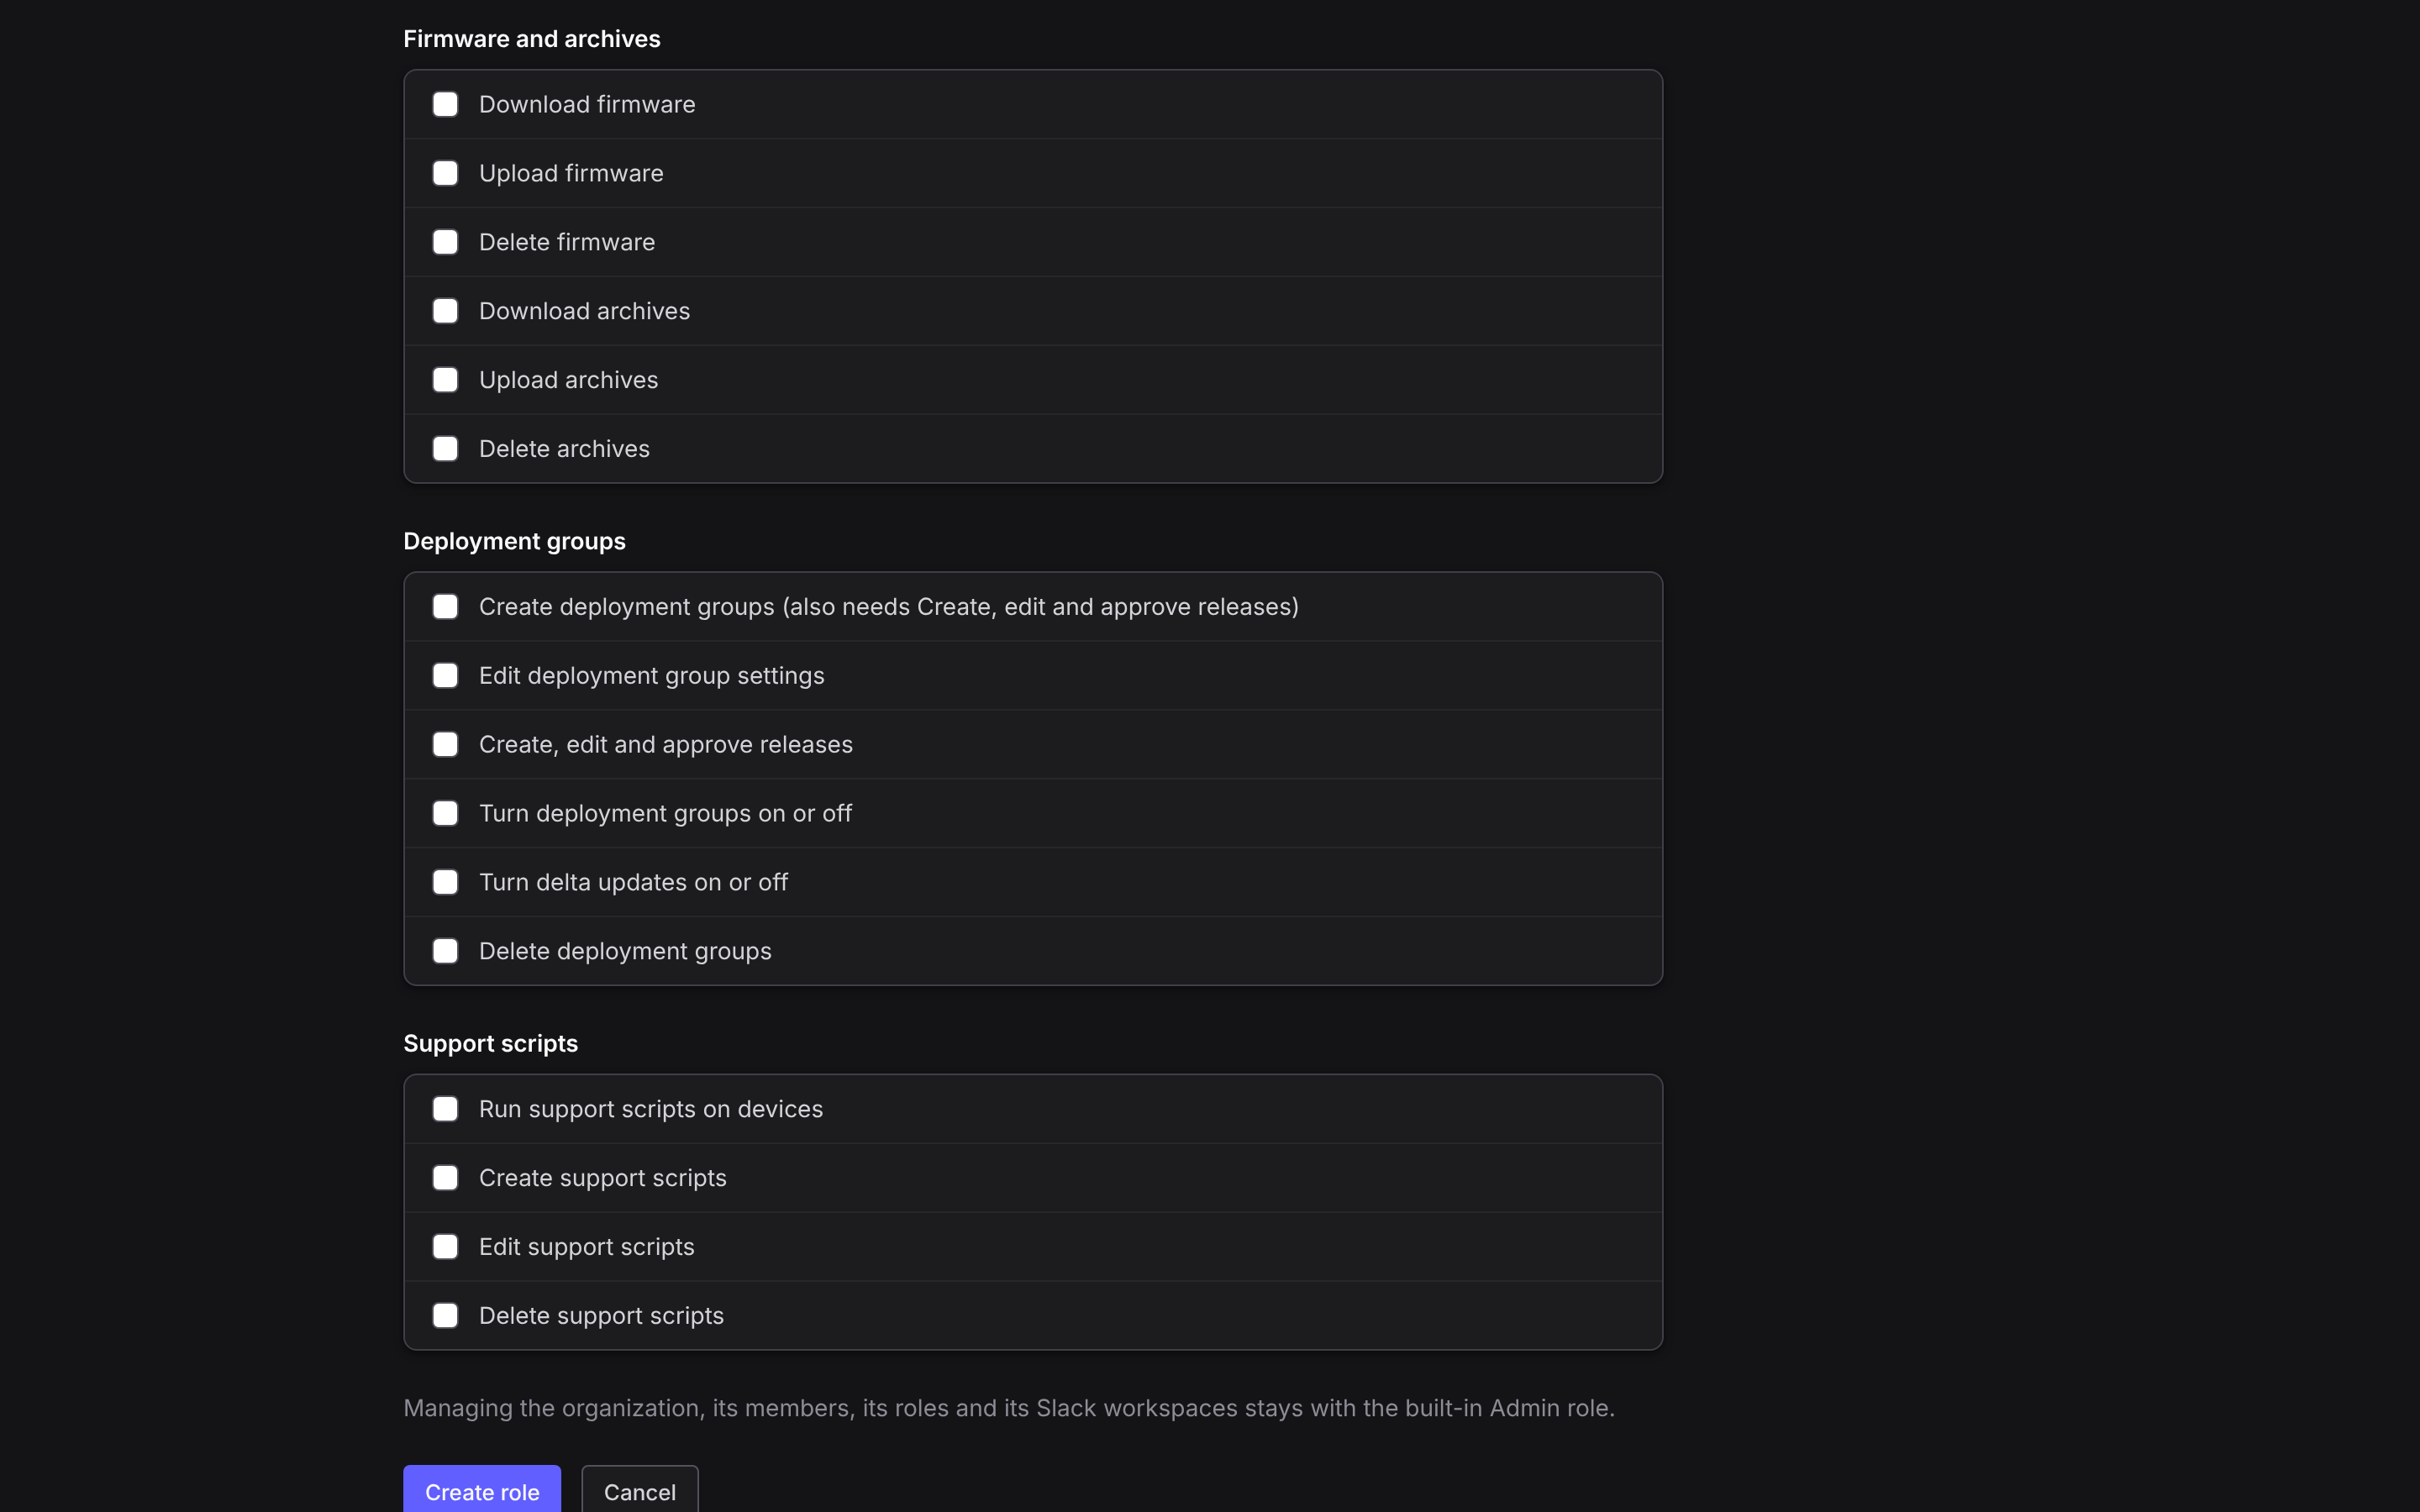 Firmware and archives
Download firmware
Upload firmware
Delete firmware
Download archives
Upload archives
Delete archives
Deployment groups
Create deployment groups (also needs Create, edit and approve releases)
Edit deployment group settings
Create, edit and approve releases
Turn deployment groups on or off
Turn delta updates on or off
Delete deployment groups
Support scripts
Run support scripts on devices
Create support scripts
Edit support scripts
Delete support scripts
Managing the organization, its members, its roles and its Slack workspaces stays with the built-in Admin role.
Create role
Cancel